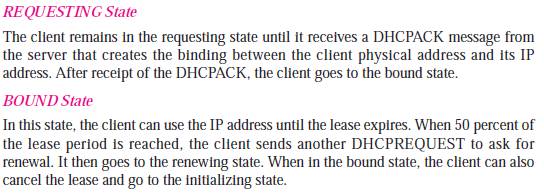 REQUESTING State
The client remains in the requesting state until it receives a DHCPACK message from
the server that creates the binding between the client physical address and its IP
address. After receipt of the DHCPACK, the client goes to the bound state.
BOUND State
In this state, the client can use the IP address until the lease expires. When 50 percent of
the lease period is reached, the client sends another DHCPREQUEST to ask for
renewal. It then goes to the renewing state. When in the bound state, the client can also
cancel the lease and go to the initializing state.